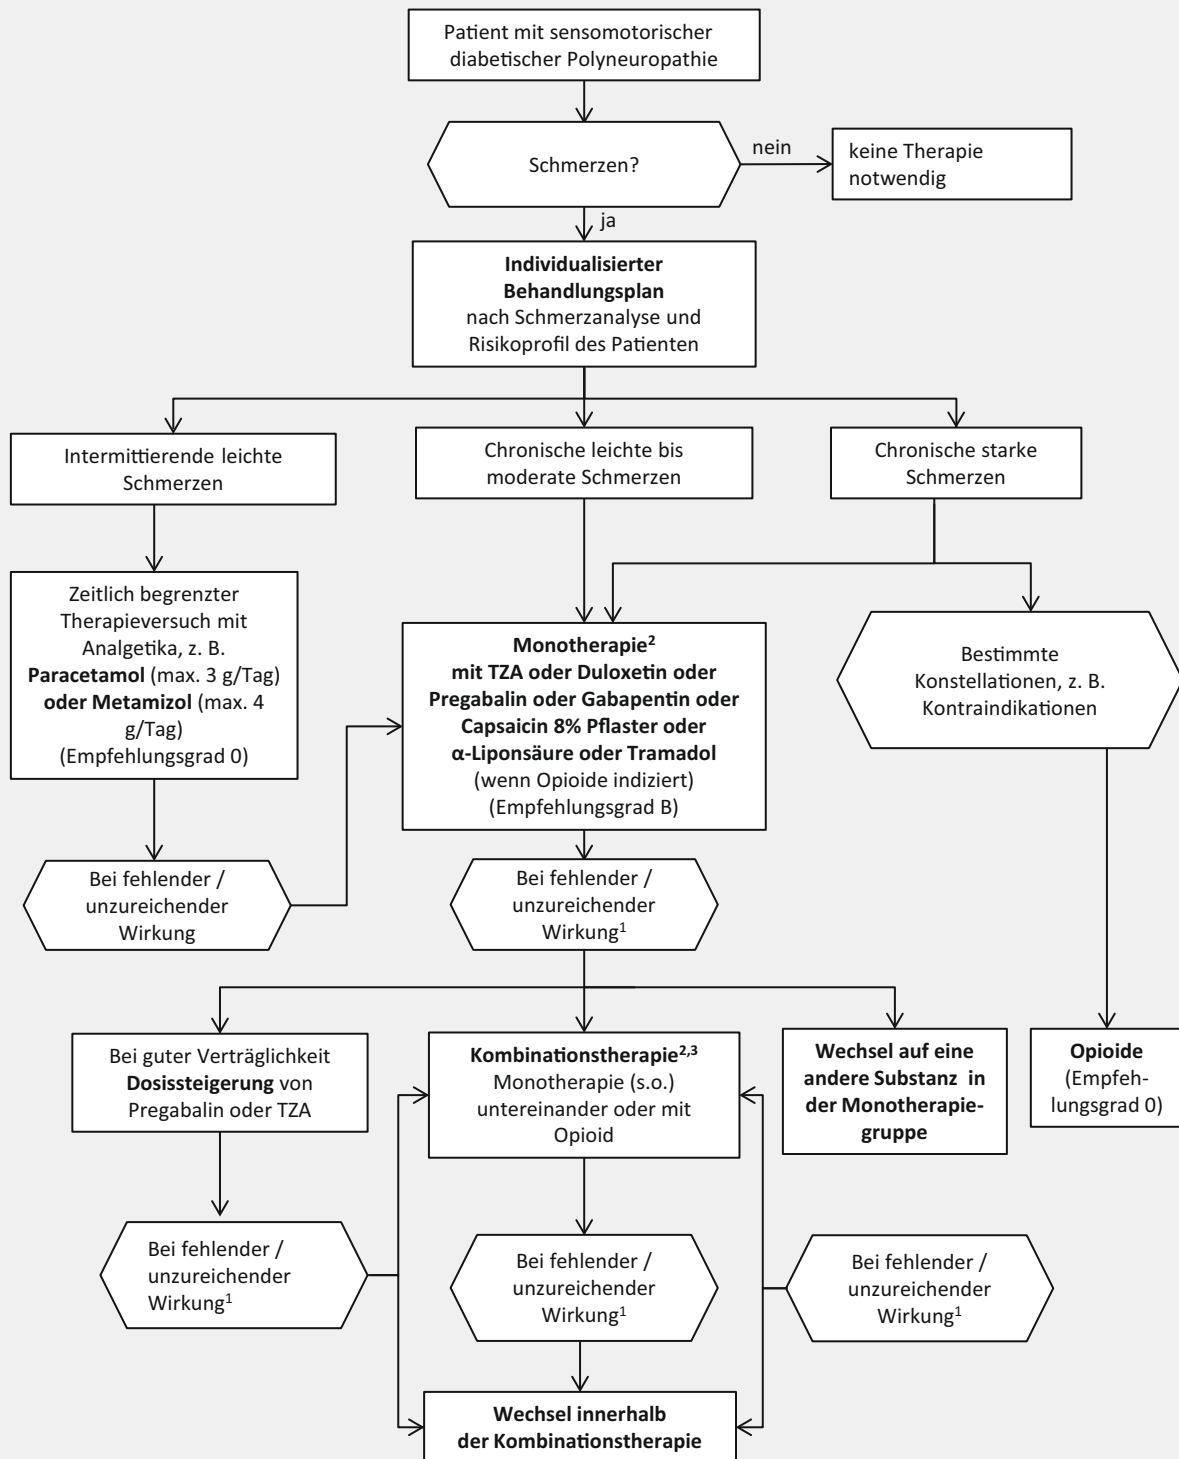 Patient mit sensomotorischer
diabetischer Polyneuropathie
Schmerzen?
nein
keine Therapie
notwendig
ja
Individualisierter
Behandlungsplan
nach Schmerzanalyse und
Risikoprofil des Patienten
Intermittierende leichte
Schmerzen
Chronische leichte bis
moderate Schmerzen
Chronische starke
Schmerzen
Zeitlich begrenzter
Therapieversuch mit
Analgetika, z. B.
Paracetamol (max. 3 g/Tag)
oder Metamizol (max. 4
g/Tag)
(Empfehlungsgrad 0)
Monotherapie²
mit TZA oder Duloxetin oder
Pregabalin oder Gabapentin oder
Capsaicin 8% Pflaster oder
α-Liponsäure oder Tramadol
(wenn Opioide indiziert)
(Empfehlungsgrad B)
Bestimmte
Konstellationen, z. B.
Kontraindikationen
Bei fehlender /
unzureichender
Wirkung
Bei fehlender /
unzureichender
Wirkung¹
Bei guter Verträglichkeit
Dosissteigerung von
Pregabalin oder TZA
Kombinationstherapie²,³
Monotherapie (s.o.)
untereinander oder mit
Opioid
Wechsel auf eine
andere Substanz in
der Monotherapie-
gruppe
Opioide
(Empfeh-
lungsgrad 0)
Bei fehlender /
unzureichender
Wirkung¹
Bei fehlender /
unzureichender
Wirkung¹
Bei fehlender /
unzureichender
Wirkung¹
Wechsel innerhalb
der Kombinationstherapie